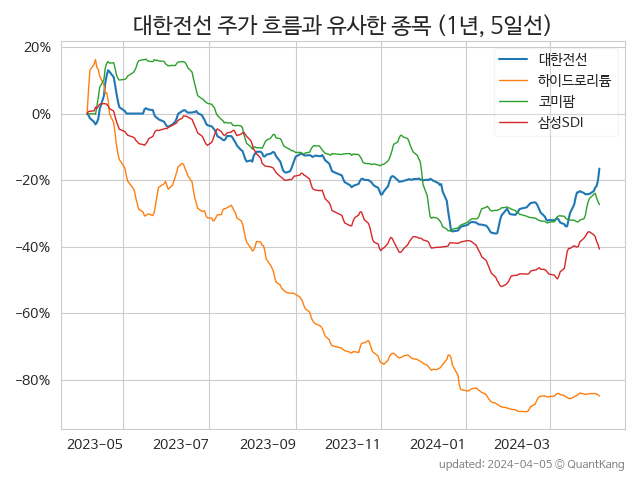 대한전선 주가 흐름과 유사한 종목 (1년, 5일선)
20%
0%
−20%
−40%
−60%
−80%
대한전선
하이드로리튬
코미팜
삼성SDI
2023-05
2023-07
2023-09
2023-11
2024-01
2024-03
updated: 2024-04-05 © QuantKang